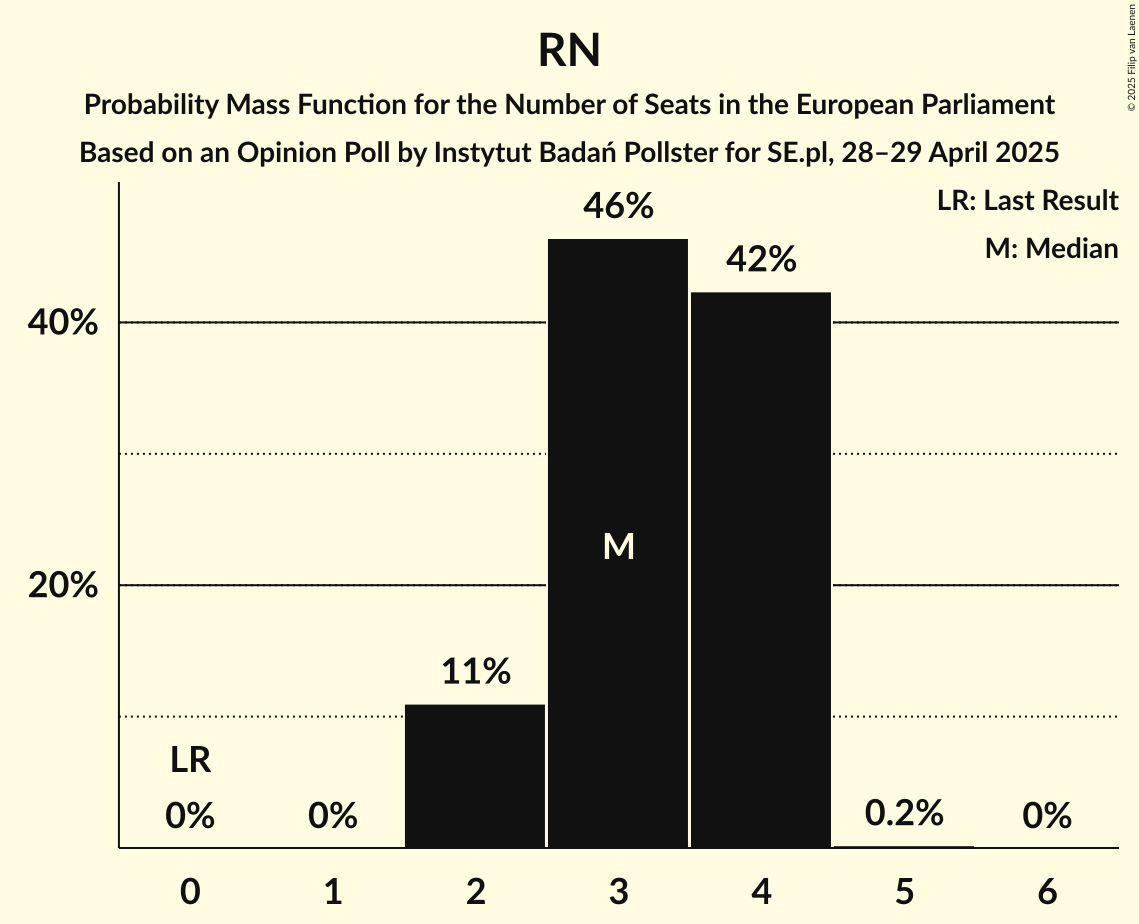 RN
Probability Mass Function for the Number of Seats in the European Parliament
Based on an Opinion Poll by Instytut Badań Pollster for SE.pl, 28–29 April 2025
© 2025 Filip van Laenen
LR: Last Result
M: Median
46%
42%
40%
M
20%
11%
LR
0%
0%
0.2%
0%
0
1
2
3
4
5
6